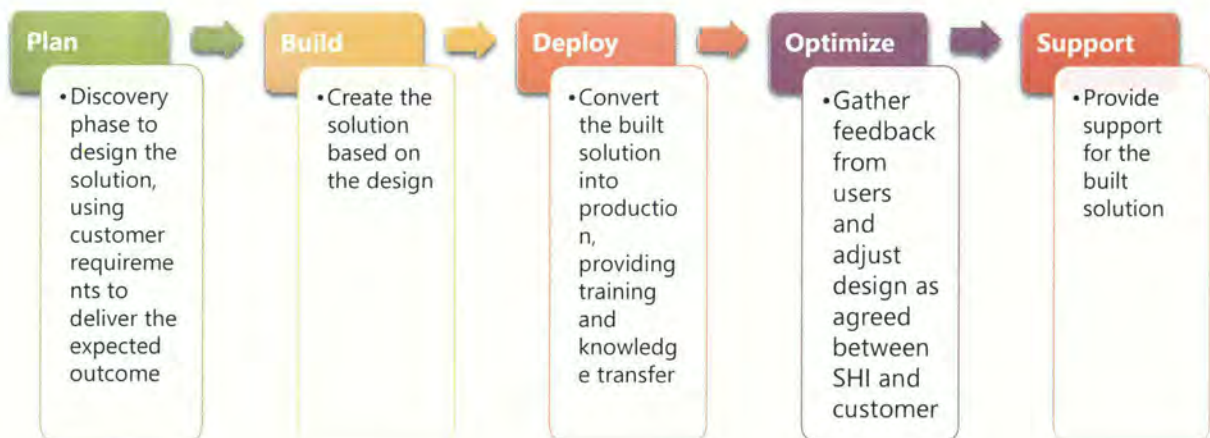 Plan
•Discovery
phase to
design the
solution,
using
customer
requireme
nts to
deliver the
expected
outcome
Build
•Create the
solution
based on
the design
Deploy
•Convert
the built
solution
into
productio
n,
providing
training
and
knowledg
e transfer
Optimize
•Gather
feedback
from
users
and
adjust
design as
agreed
between
SHI and
customer
Support
•Provide
support
for the
built
solution